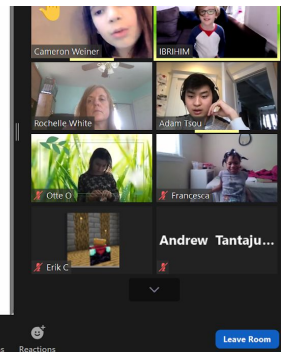 Cameron Weiner
IBRIHIM
Rochelle White
Adam Tsou
Otte O
Francesca
Andrew Tantaju...
Erik C
Reactions
Leave Room